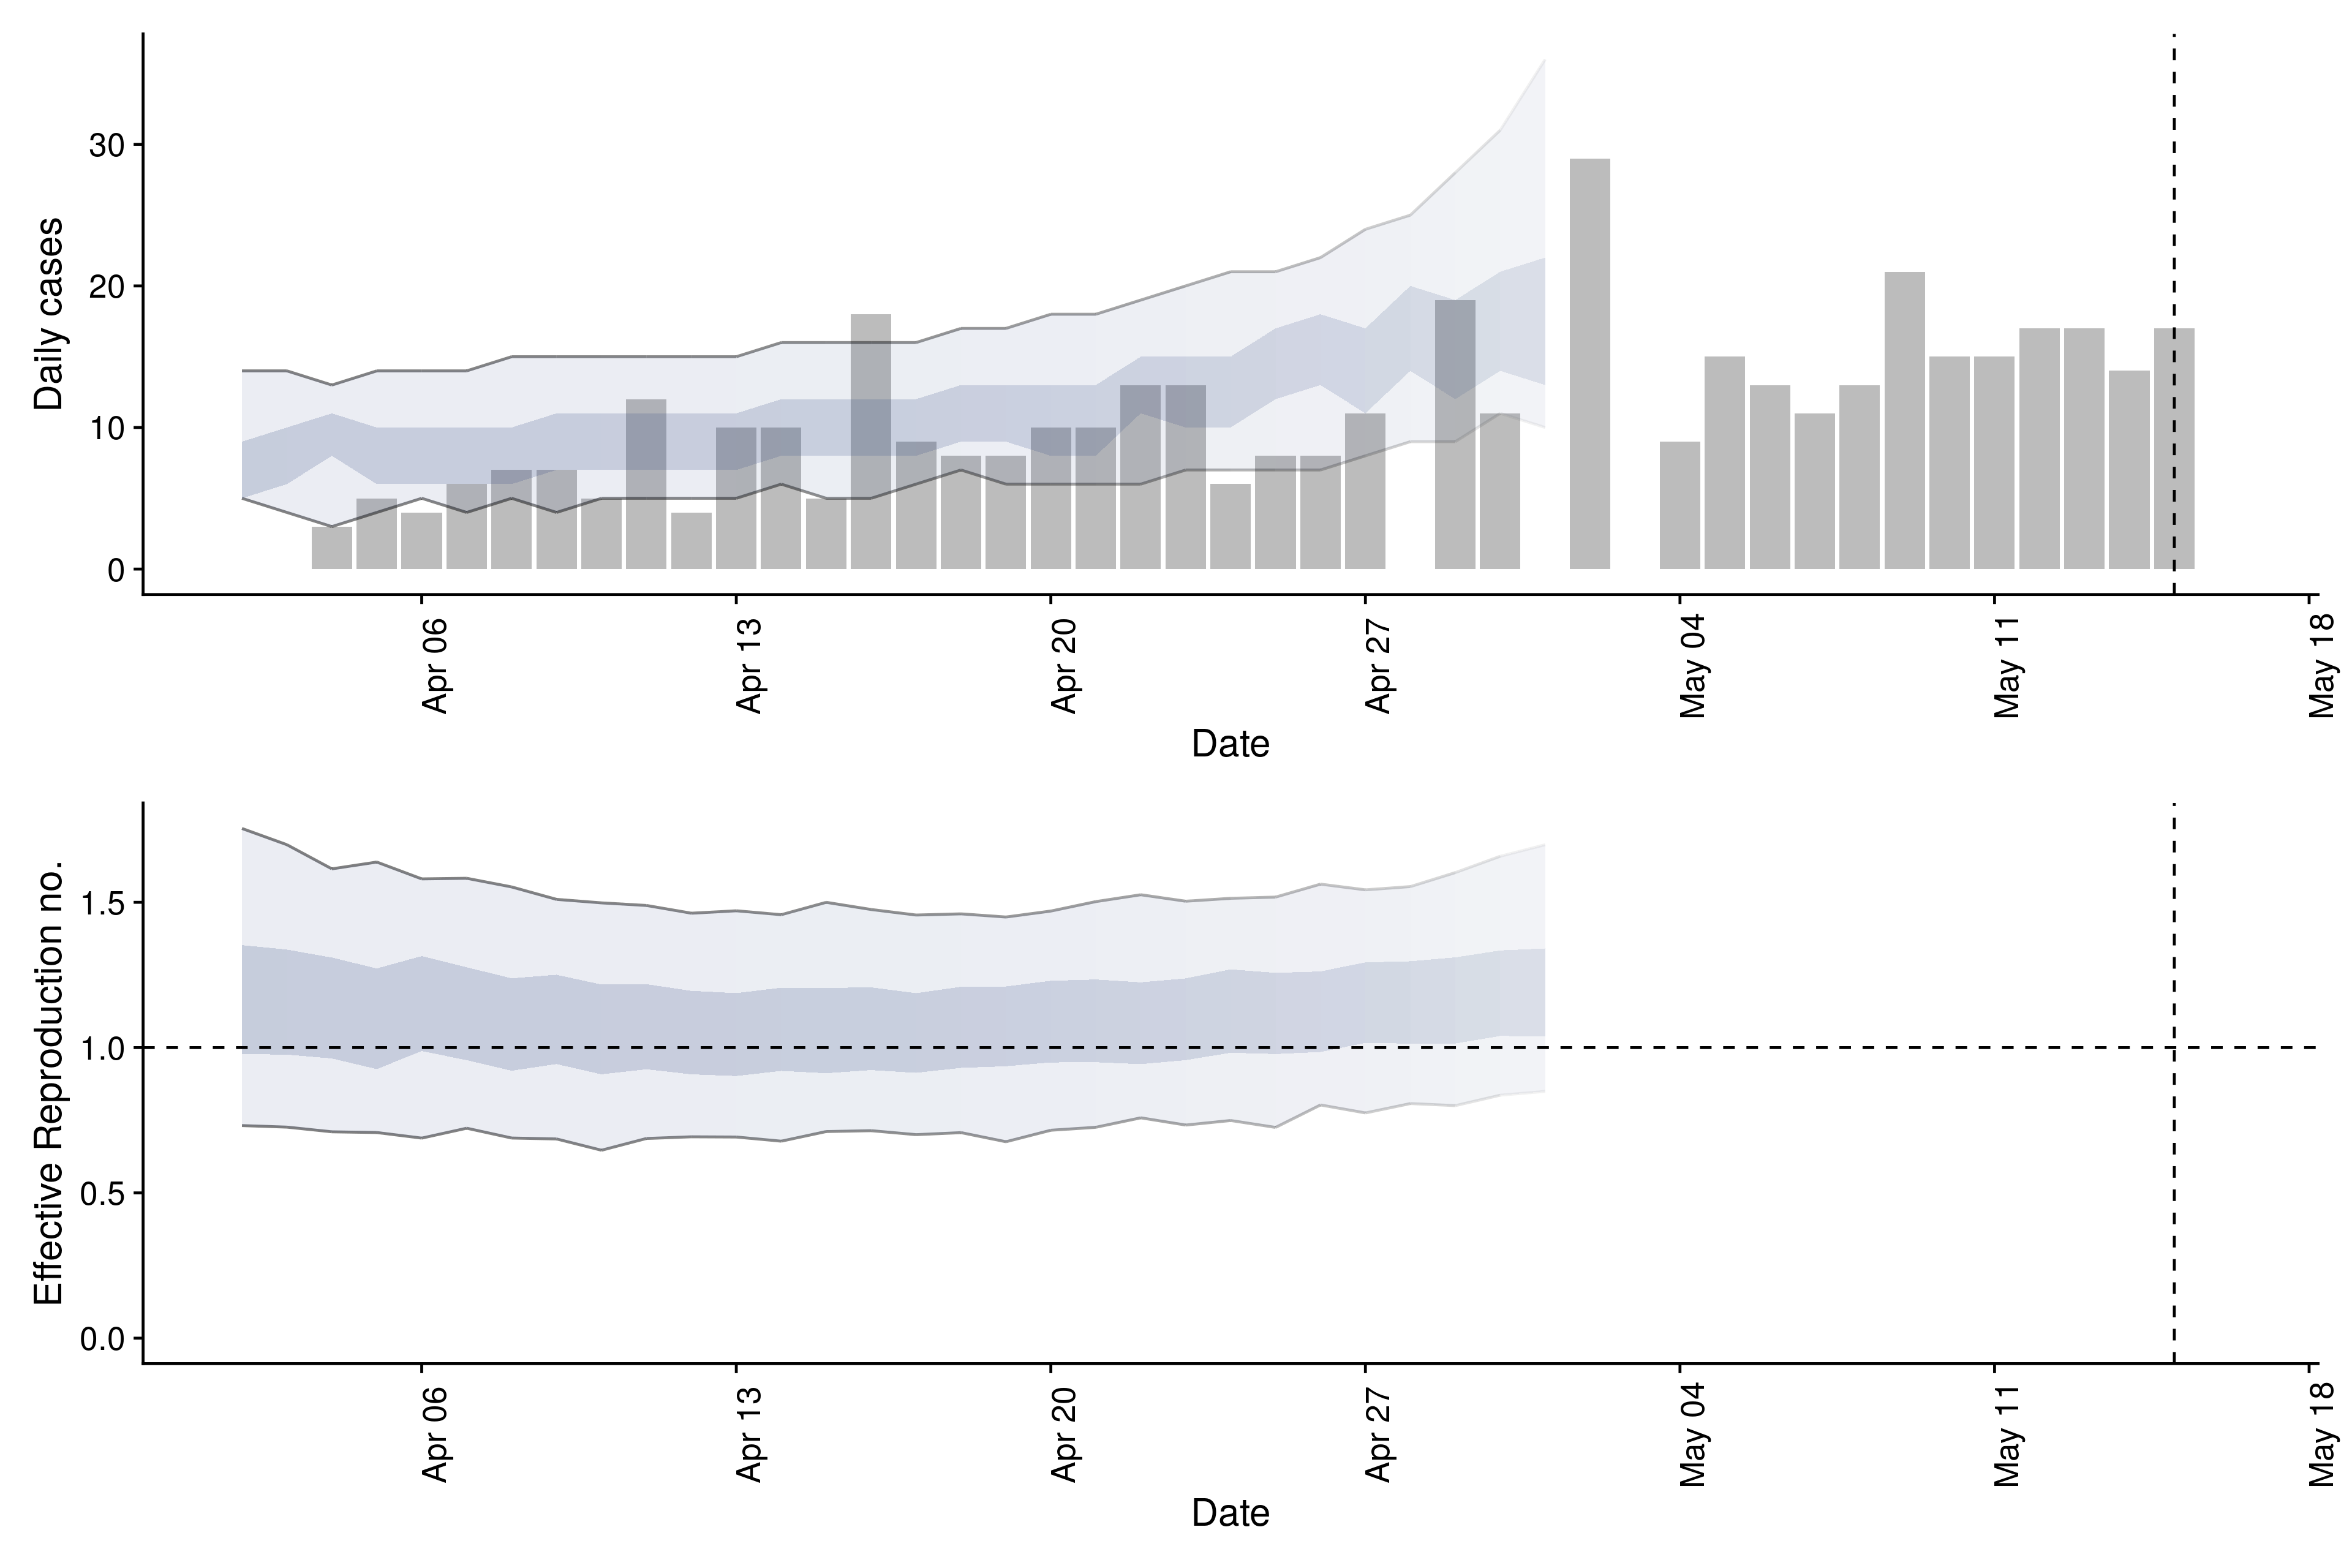 Daily cases
30
20
10
0
Apr 06
Apr 13
Apr 20
Apr 27
May 04
May 11
May 18
Date
Effective Reproduction no.
1.5
1.0
0.5
0.0
Apr 06
Apr 13
Apr 20
Apr 27
May 04
May 11
May 18
Date